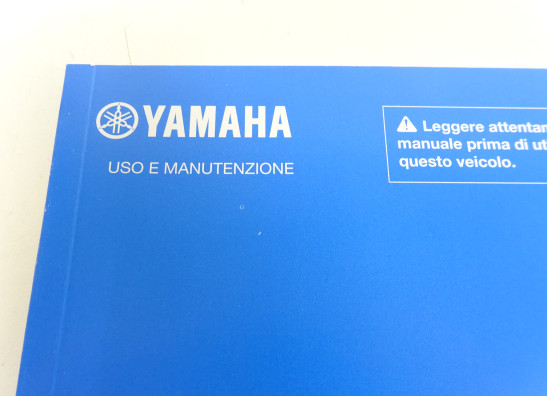 YAMAHA
USO E MANUTENZIONE
Leggere
manuale prima di
questo veicolo.